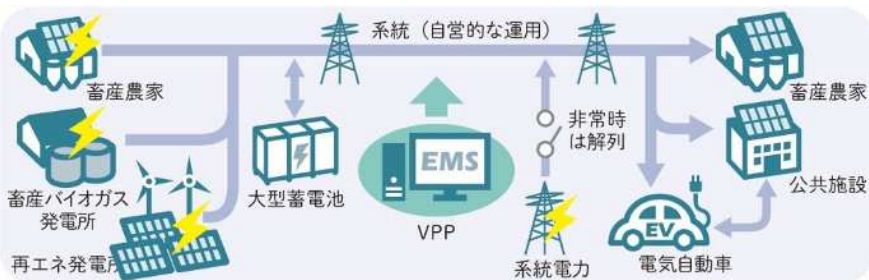 系統（自営的な運用）
畜産農家
畜産農家
非常時
は解列
EMS
公共施設
畜産バイオガス
発電所
大型蓄電池
VPP
EV
再エネ発電所
系統電力
電気自動車